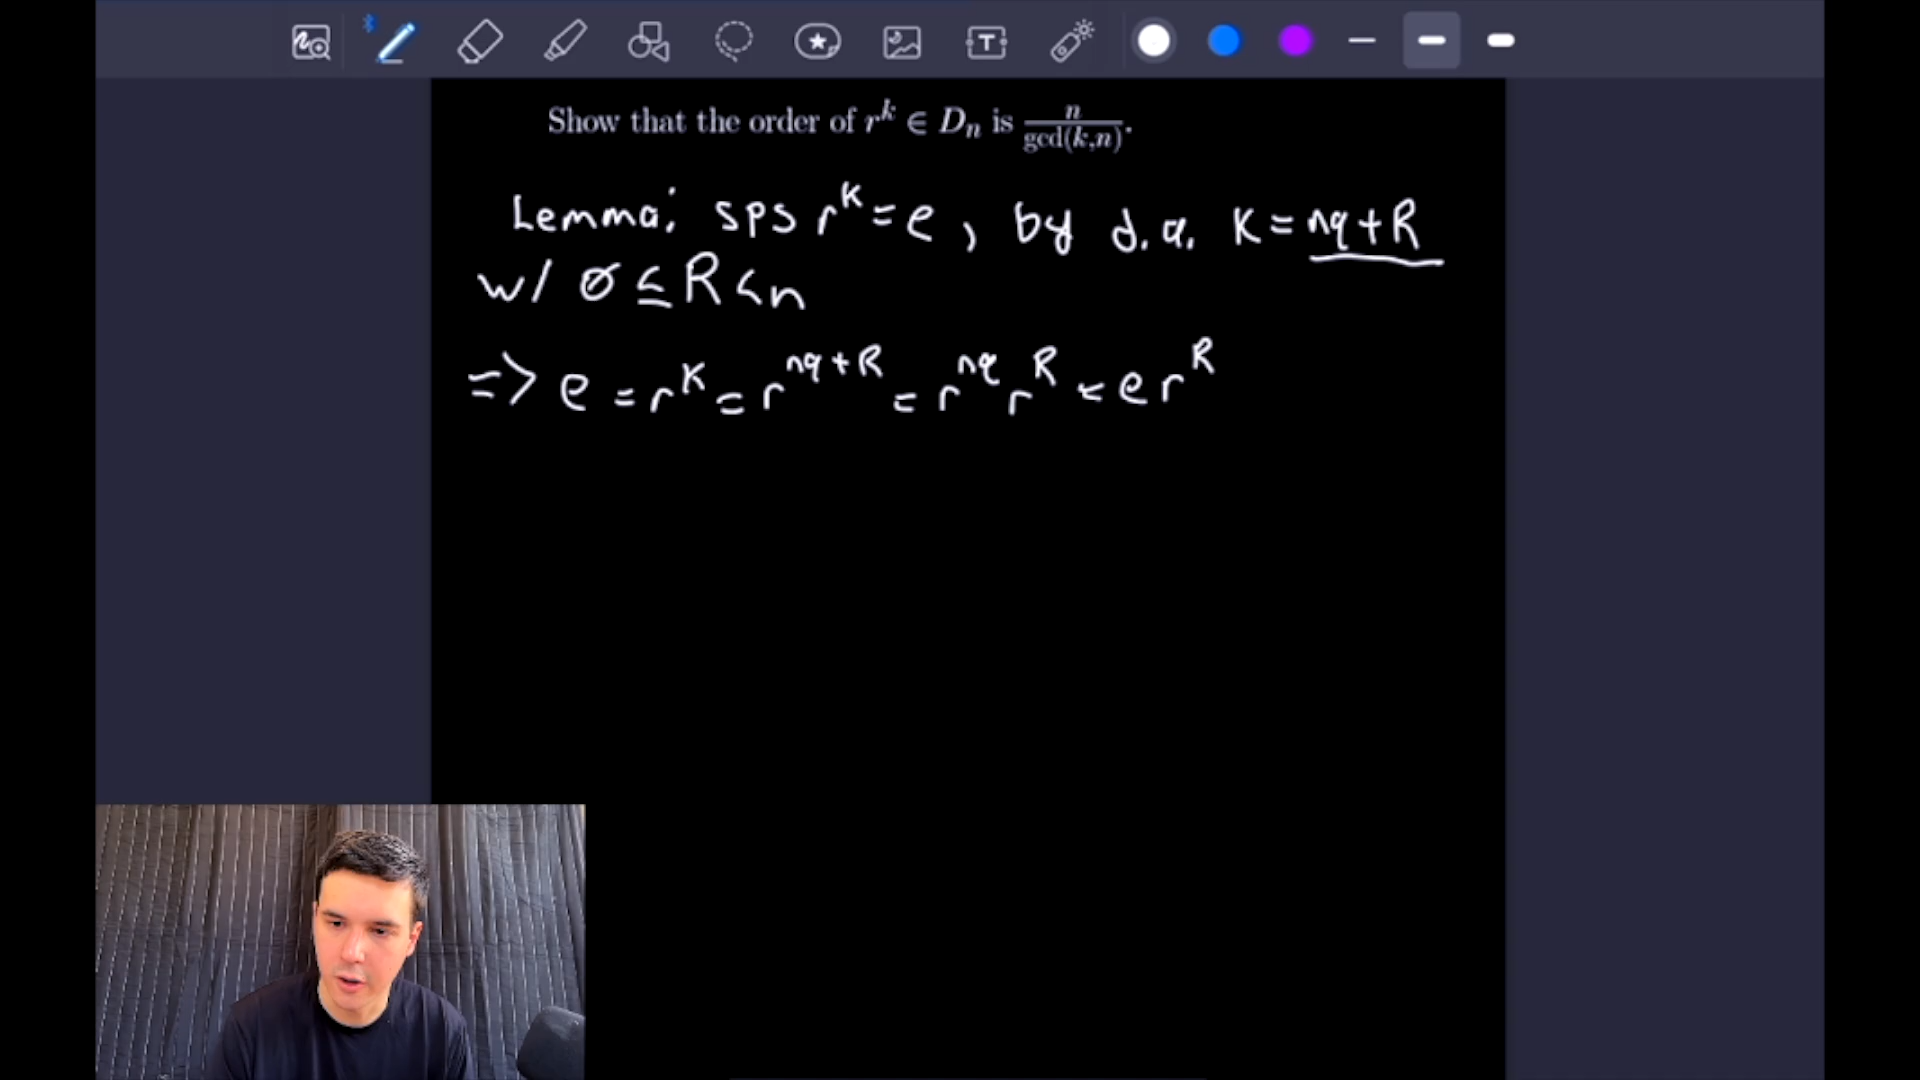 Show that the order of r^k ∈ D_n is n/gcd(k,n).
Lemma: sps r^k = e, by d.a. k = nq + R
w/ 0 ≤ R < n
=> e = r^k = r^{nq + R} = r^{nq} r^R = e r^R
T